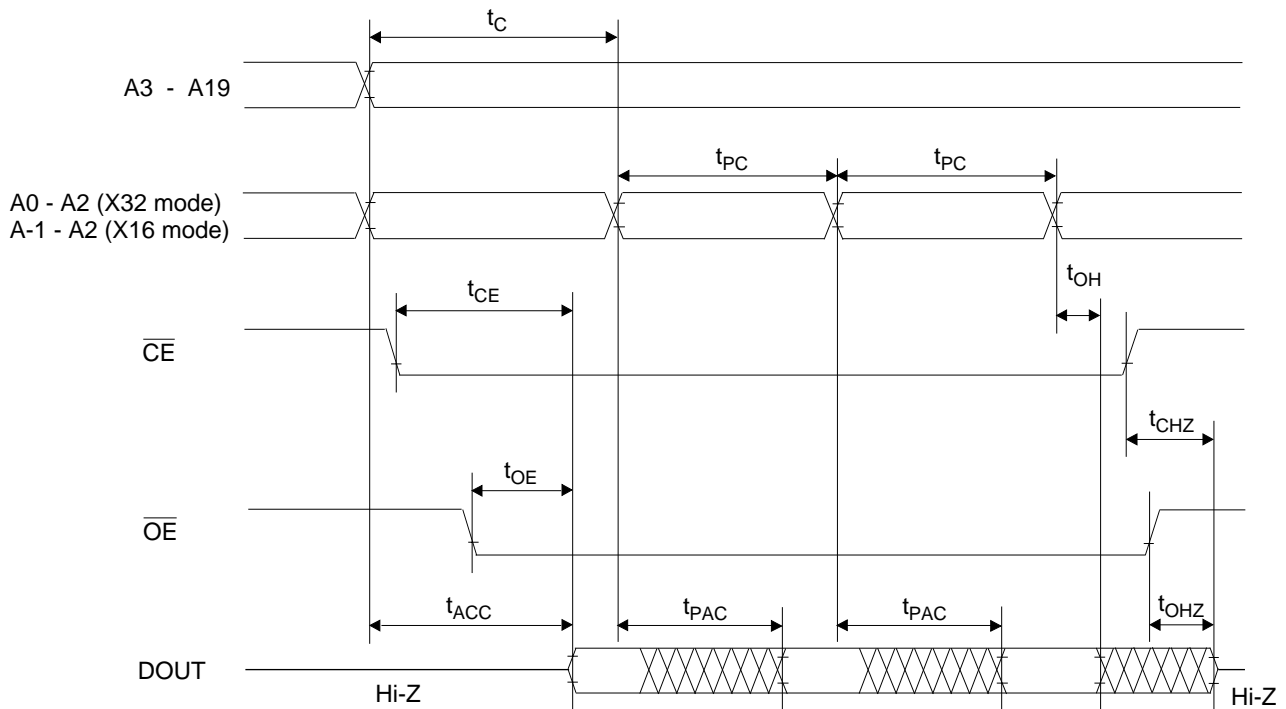 tC
A3 - A19
tPC
tPC
A0 - A2 (X32 mode)
A-1 - A2 (X16 mode)
tOH
tCE
CE
tCHZ
tOE
OE
tACC
tPAC
tPAC
tOHZ
DOUT
Hi-Z
Hi-Z